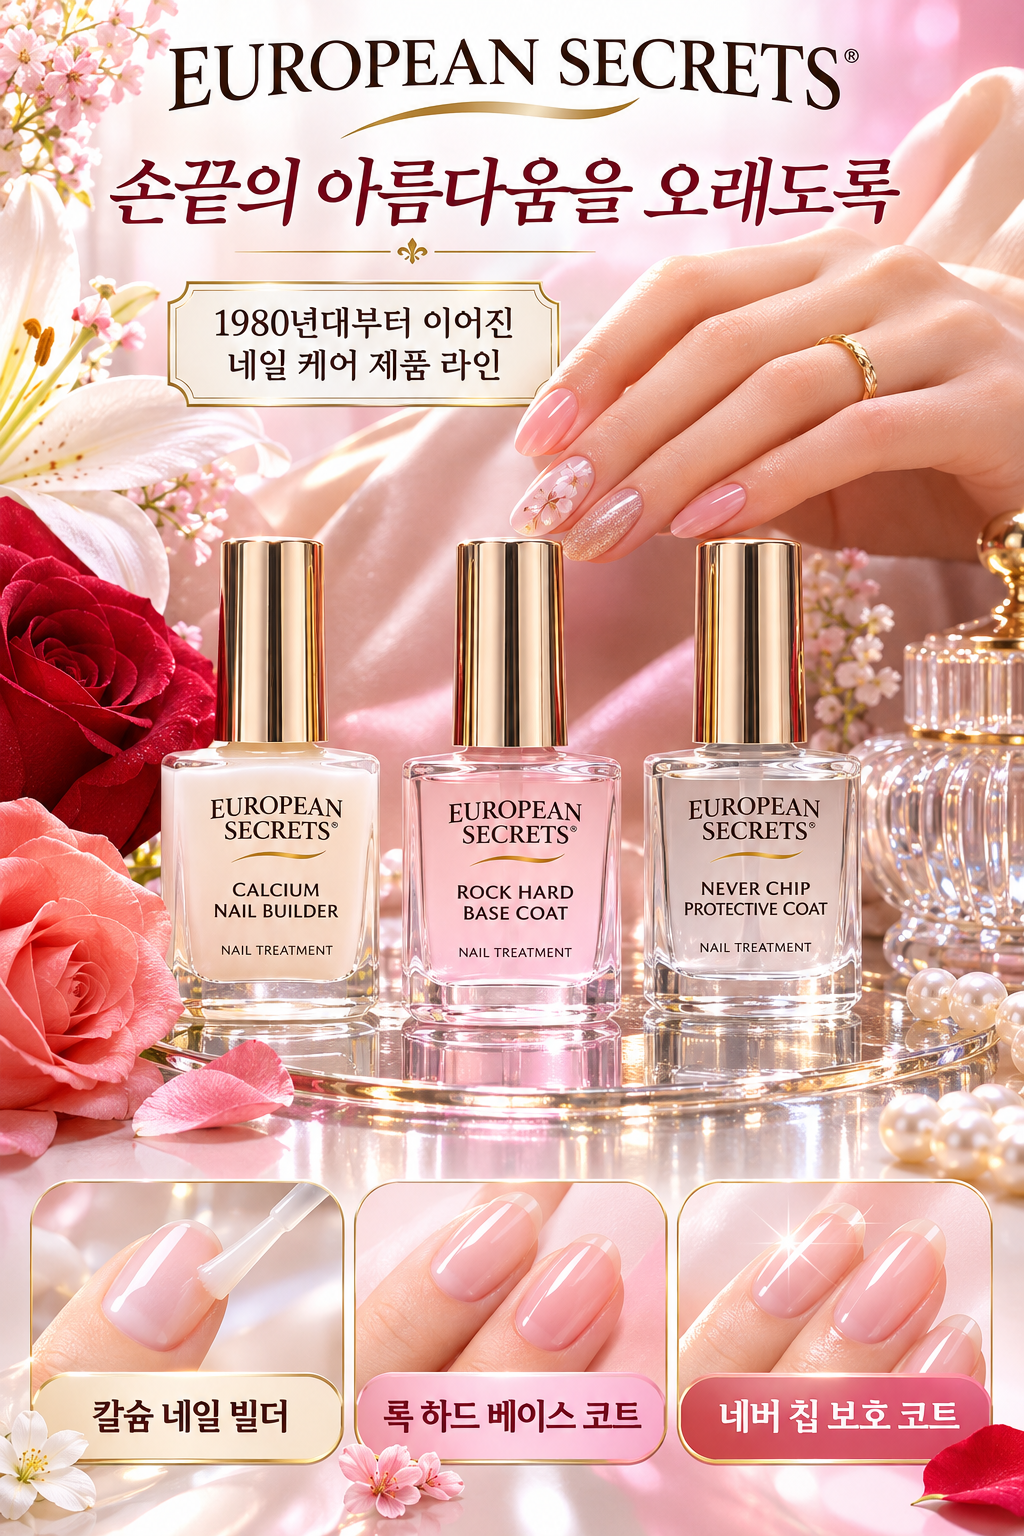 EUROPEAN SECRETS®
손끝의 아름다움을 오래도록
1980년대부터 이어진
네일 케어 제품 라인
EUROPEAN
SECRETS®
CALCIUM
NAIL BUILDER
NAIL TREATMENT
EUROPEAN
SECRETS®
ROCK HARD
BASE COAT
NAIL TREATMENT
EUROPEAN
SECRETS®
NEVER CHIP
PROTECTIVE COAT
NAIL TREATMENT
칼슘 네일 빌더
록 하드 베이스 코트
네버 칩 보호 코트